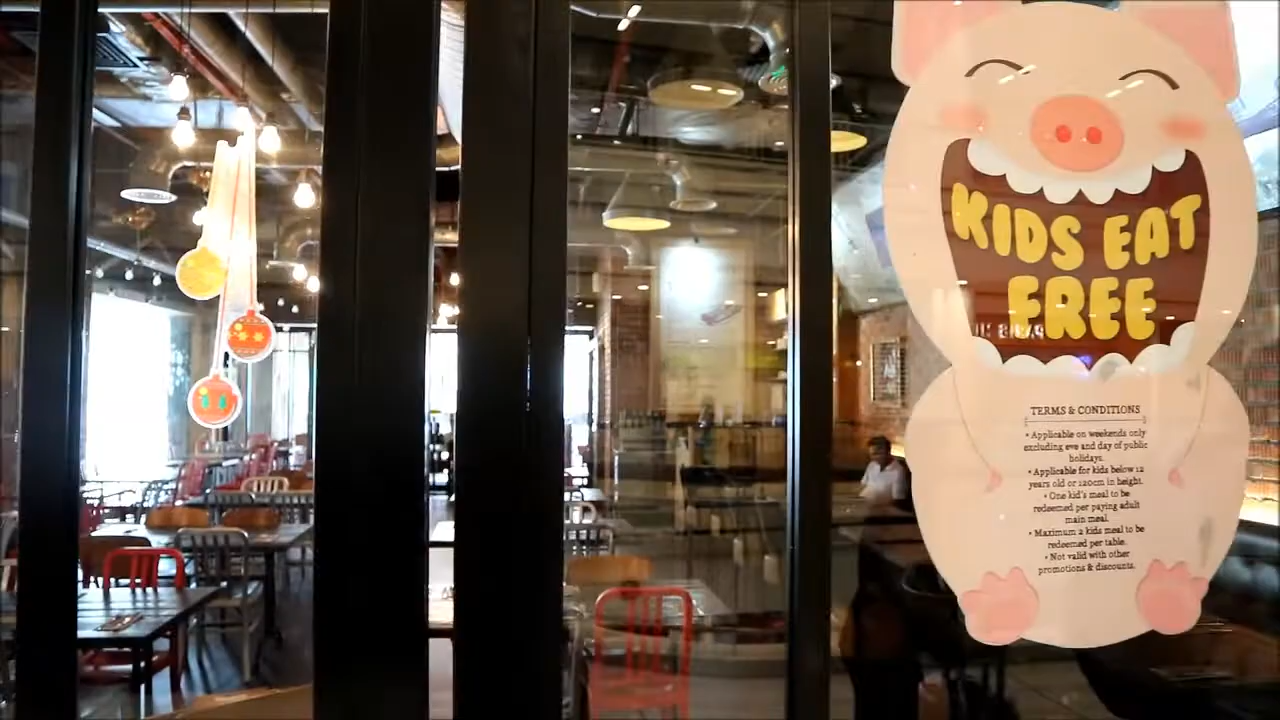 KIDS EAT
FREE
TERMS & CONDITIONS
• Applicable on weekends only
excluding eve and day of public
holidays.
• Applicable for kids below 12
years old or 120cm in height.
• One kid's meal to be
redeemed per paying adult
main meal.
• Maximum 2 kids meal to be
redeemed per table.
• Not valid with other
promotions & discounts.